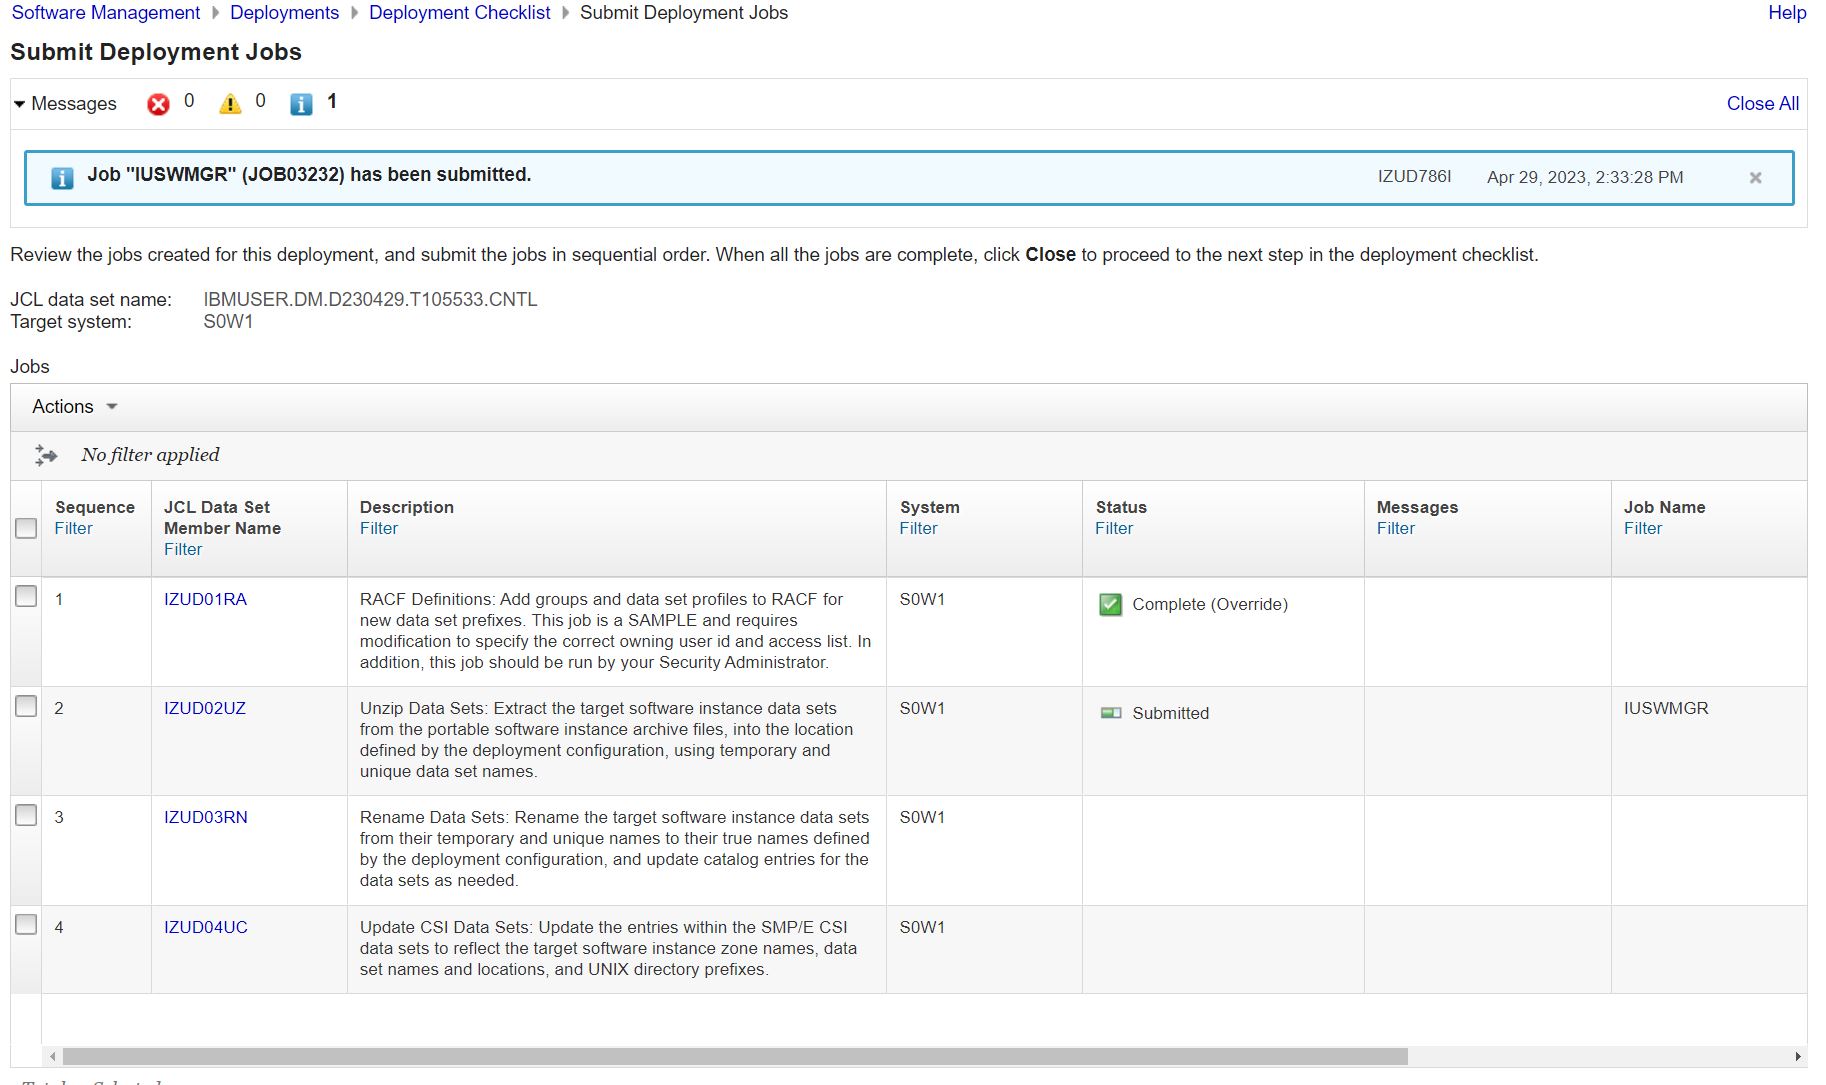 Software Management Deployments Deployment Checklist Submit Deployment Jobs Help
Submit Deployment Jobs
Messages 0 0 1 Close All
Job "IUSWMGR" (JOB03232) has been submitted. IZUD786I Apr 29, 2023, 2:33:28 PM
Review the jobs created for this deployment, and submit the jobs in sequential order. When all the jobs are complete, click Close to proceed to the next step in the deployment checklist.
JCL data set name: IBMUSER.DM.D230429.T105533.CNTL
Target system: S0W1
Jobs
Actions
No filter applied
Sequence
Filter
JCL Data Set
Member Name
Filter
Description
Filter
System
Filter
Status
Filter
Messages
Filter
Job Name
Filter
1
IZUD01RA
RACF Definitions: Add groups and data set profiles to RACF for
new data set prefixes. This job is a SAMPLE and requires
modification to specify the correct owning user id and access list. In
addition, this job should be run by your Security Administrator.
S0W1
Complete (Override)
2
IZUD02UZ
Unzip Data Sets: Extract the target software instance data sets
from the portable software instance archive files, into the location
defined by the deployment configuration, using temporary and
unique data set names.
S0W1
Submitted
IUSWMGR
3
IZUD03RN
Rename Data Sets: Rename the target software instance data sets
from their temporary and unique names to their true names defined
by the deployment configuration, and update catalog entries for the
data sets as needed.
S0W1
4
IZUD04UC
Update CSI Data Sets: Update the entries within the SMP/E CSI
data sets to reflect the target software instance zone names, data
set names and locations, and UNIX directory prefixes.
S0W1